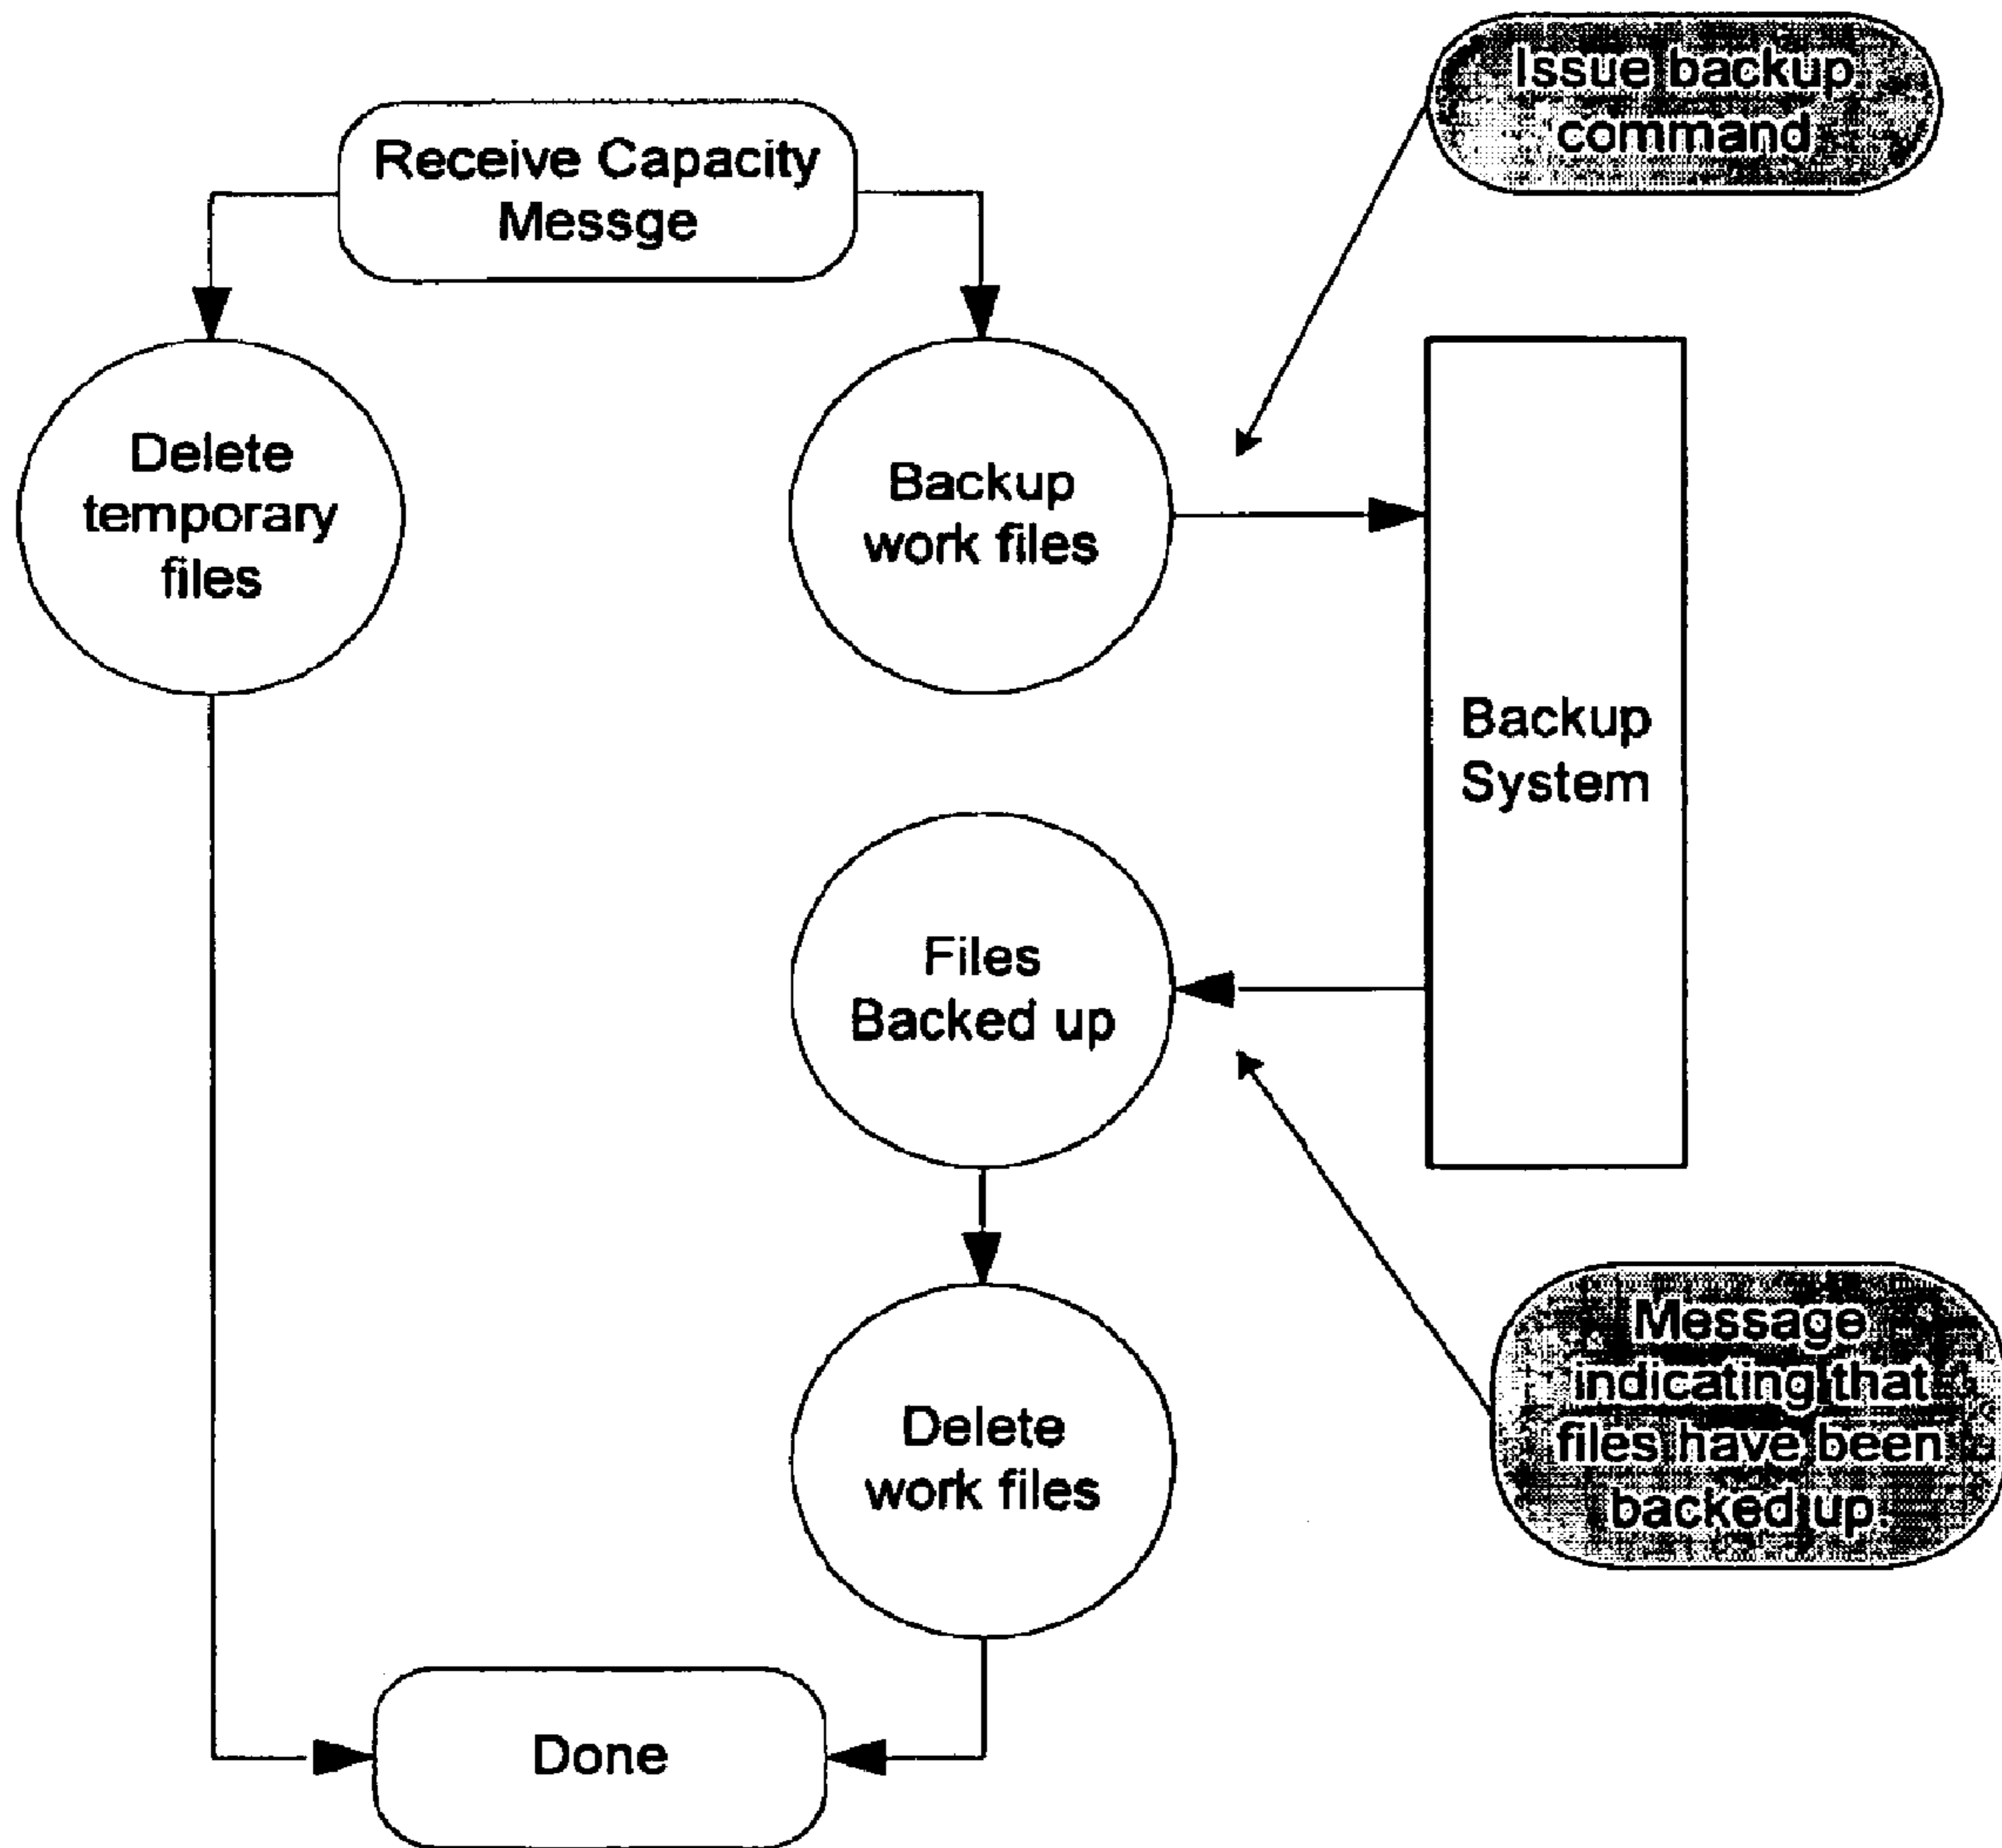 Issue backup
command
Receive Capacity
Messge
Delete
temporary
files
Backup
work files
Backup
System
Files
Backed up
Message
indicating that
files have been
backed up.
Delete
work files
Done